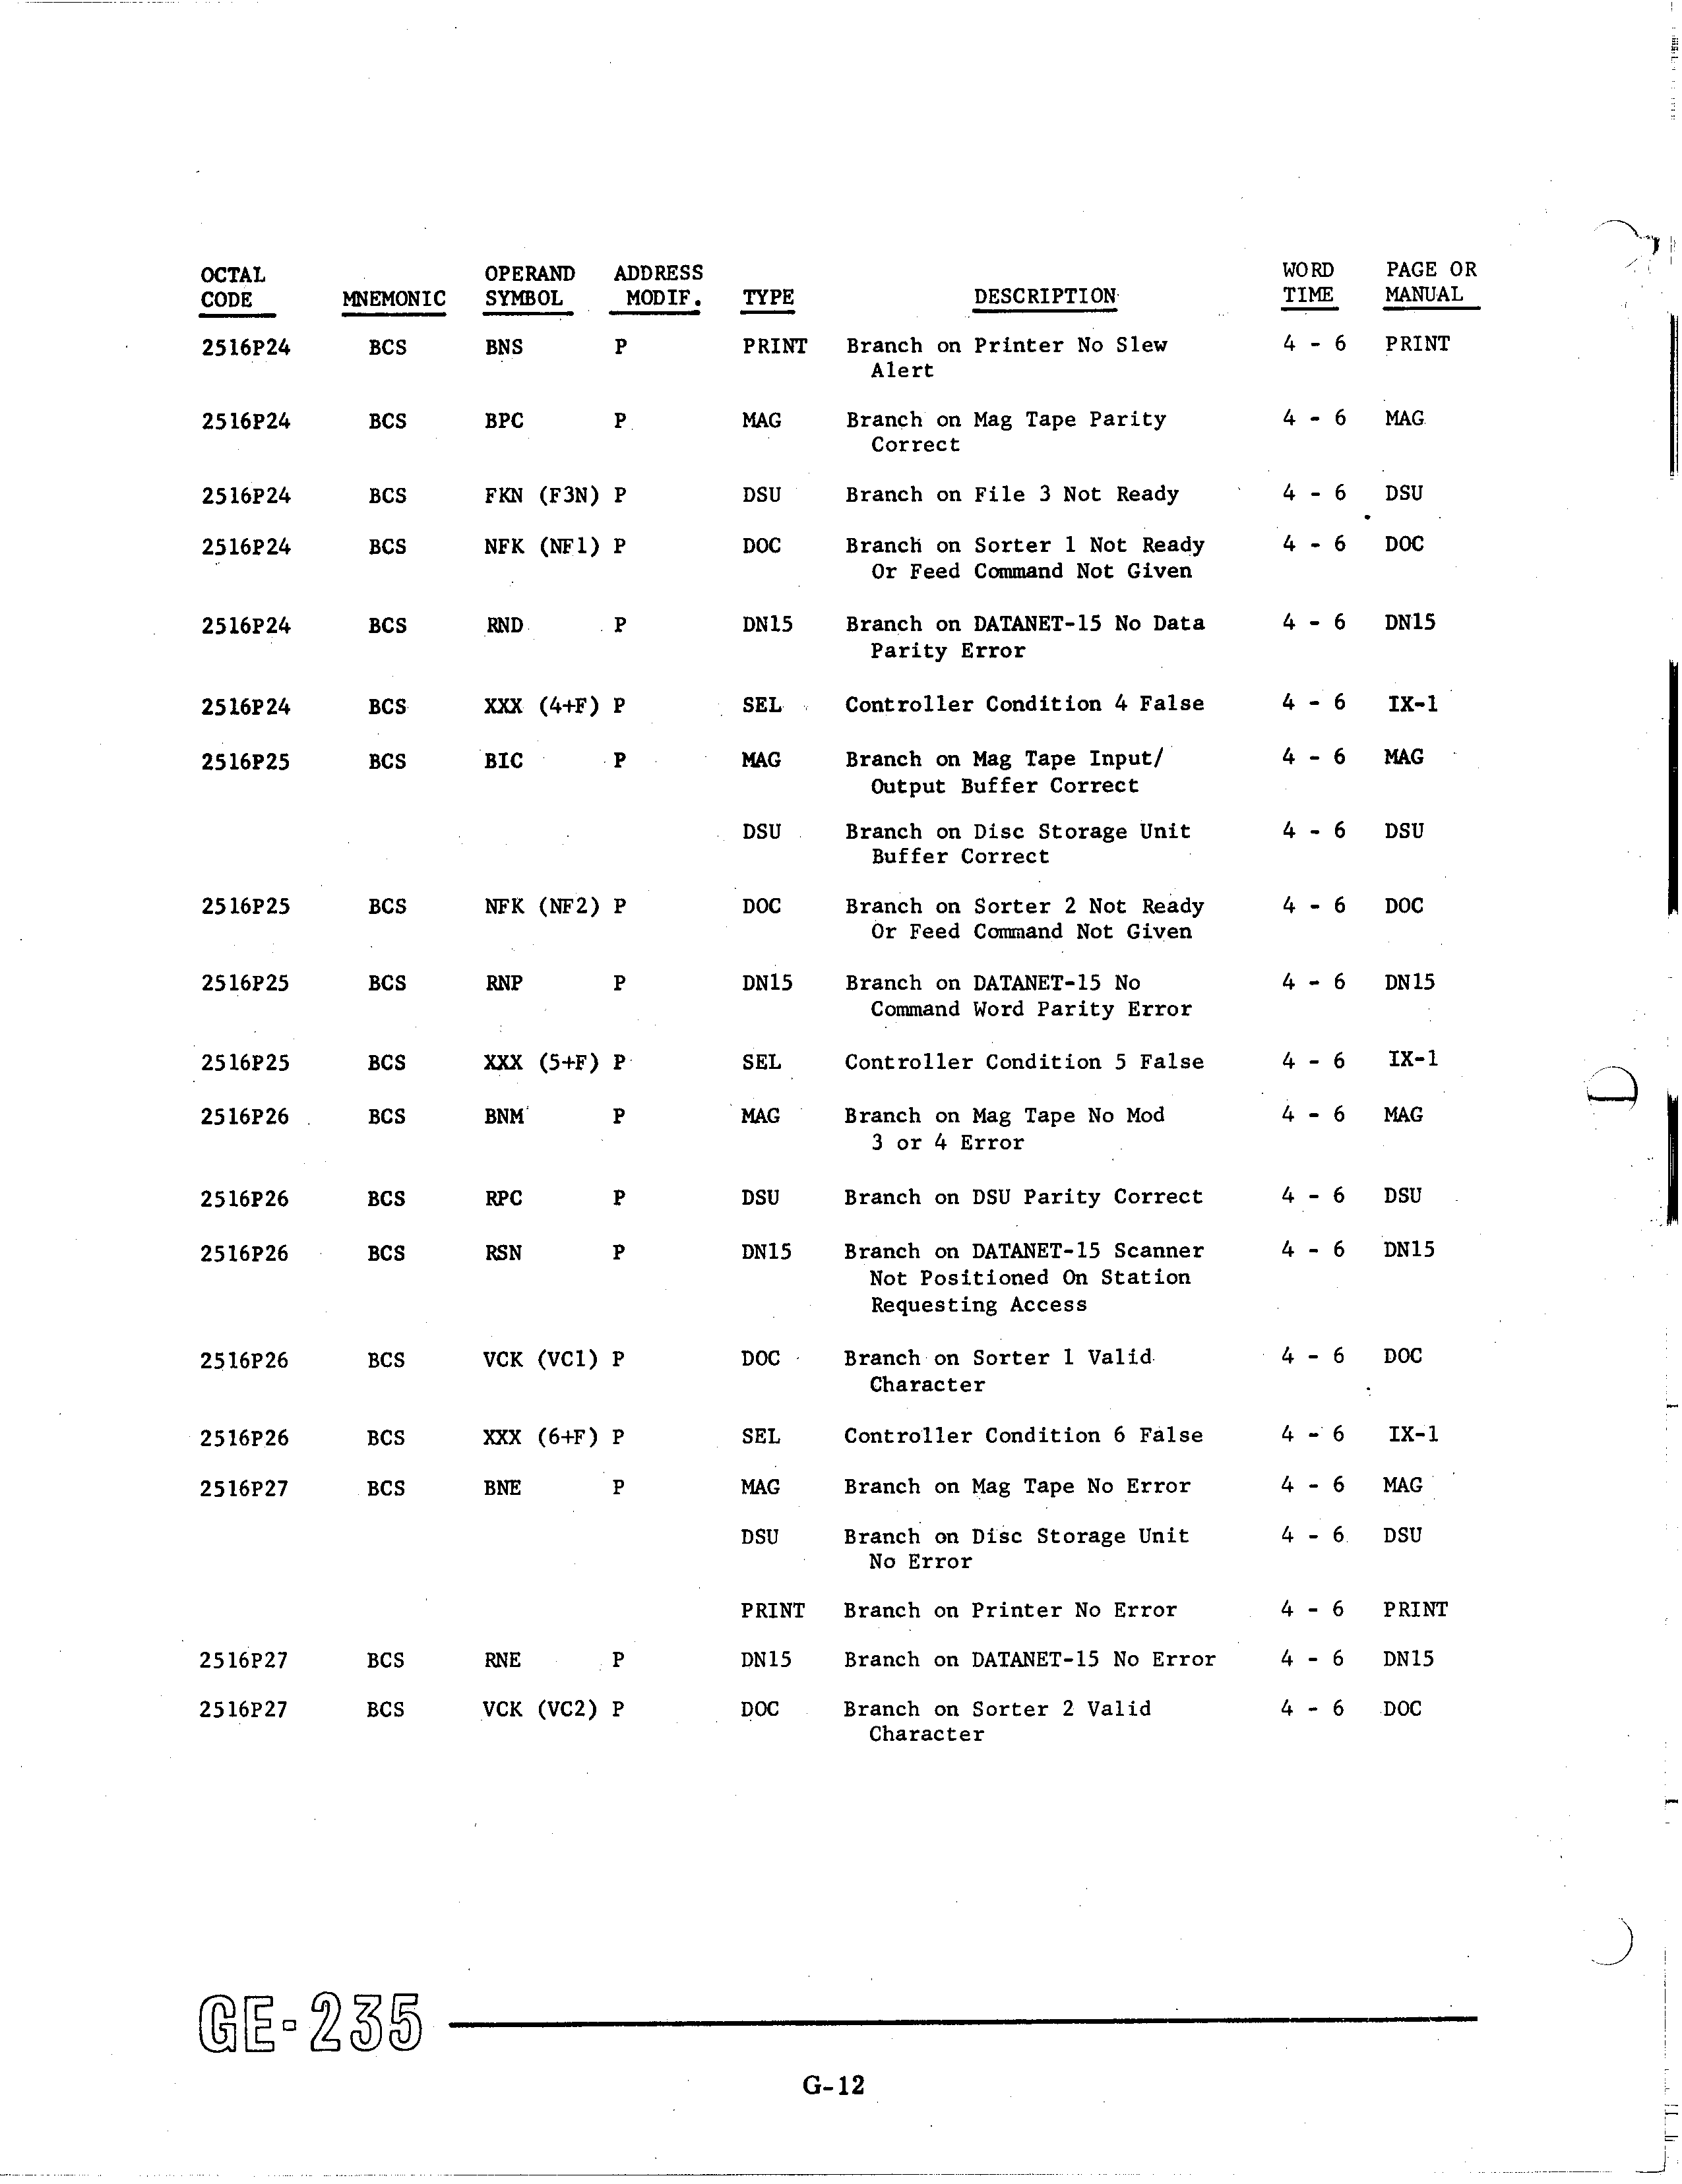 OCTAL OPERAND ADDRESS WORD PAGE OR
CODE MNEMONIC SYMBOL MODIF. TYPE DESCRIPTION TIME MANUAL
2516P24 BCS BNS P PRINT Branch on Printer No Slew 4 - 6 PRINT
Alert
2516P24 BCS BPC P MAG Branch on Mag Tape Parity 4 - 6 MAG
Correct
2516P24 BCS FKN (F3N) P DSU Branch on File 3 Not Ready 4 - 6 DSU
2516P24 BCS NFK (NF1) P DOC Branch on Sorter 1 Not Ready 4 - 6 DOC
Or Feed Command Not Given
2516P24 BCS RND P DN15 Branch on DATANET-15 No Data 4 - 6 DN15
Parity Error
2516P24 BCS XXX (4+F) P SEL Controller Condition 4 False 4 - 6 IX-1
2516P25 BCS BIC P MAG Branch on Mag Tape Input/ 4 - 6 MAG
Output Buffer Correct
DSU Branch on Disc Storage Unit 4 - 6 DSU
Buffer Correct
2516P25 BCS NFK (NF2) P DOC Branch on Sorter 2 Not Ready 4 - 6 DOC
Or Feed Command Not Given
2516P25 BCS RNP P DN15 Branch on DATANET-15 No 4 - 6 DN15
Command Word Parity Error
2516P25 BCS XXX (5+F) P SEL Controller Condition 5 False 4 - 6 IX-1
2516P26 BCS BNM P MAG Branch on Mag Tape No Mod 4 - 6 MAG
3 or 4 Error
2516P26 BCS RPC P DSU Branch on DSU Parity Correct 4 - 6 DSU
2516P26 BCS RSN P DN15 Branch on DATANET-15 Scanner 4 - 6 DN15
Not Positioned On Station
Requesting Access
2516P26 BCS VCK (VC1) P DOC Branch on Sorter 1 Valid 4 - 6 DOC
Character
2516P26 BCS XXX (6+F) P SEL Controller Condition 6 False 4 - 6 IX-1
2516P27 BCS BNE P MAG Branch on Mag Tape No Error 4 - 6 MAG
DSU Branch on Disc Storage Unit 4 - 6 DSU
No Error
PRINT Branch on Printer No Error 4 - 6 PRINT
2516P27 BCS RNE P DN15 Branch on DATANET-15 No Error 4 - 6 DN15
2516P27 BCS VCK (VC2) P DOC Branch on Sorter 2 Valid 4 - 6 DOC
Character
GE-235
G-12